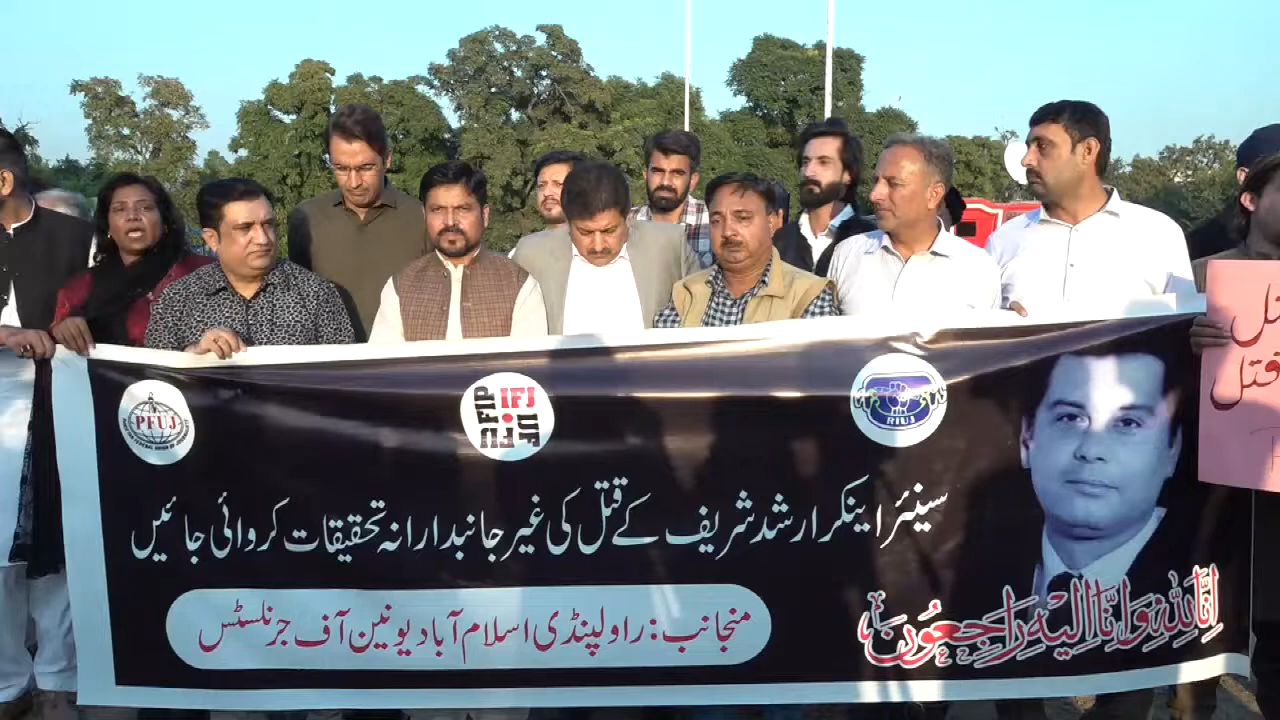 PFUJ
IFJ
RIUJ
سینئر اینکر ارشد شریف کے قتل کی غیر جانبدارانہ تحقیقات کروائی جائیں
منجانب: راولپنڈی اسلام آباد یونین آف جرنلسٹس
اِنَّا لِلّٰهِ وَاِنَّا اِلَيْهِ رَاجِعُوْنَ
قتل